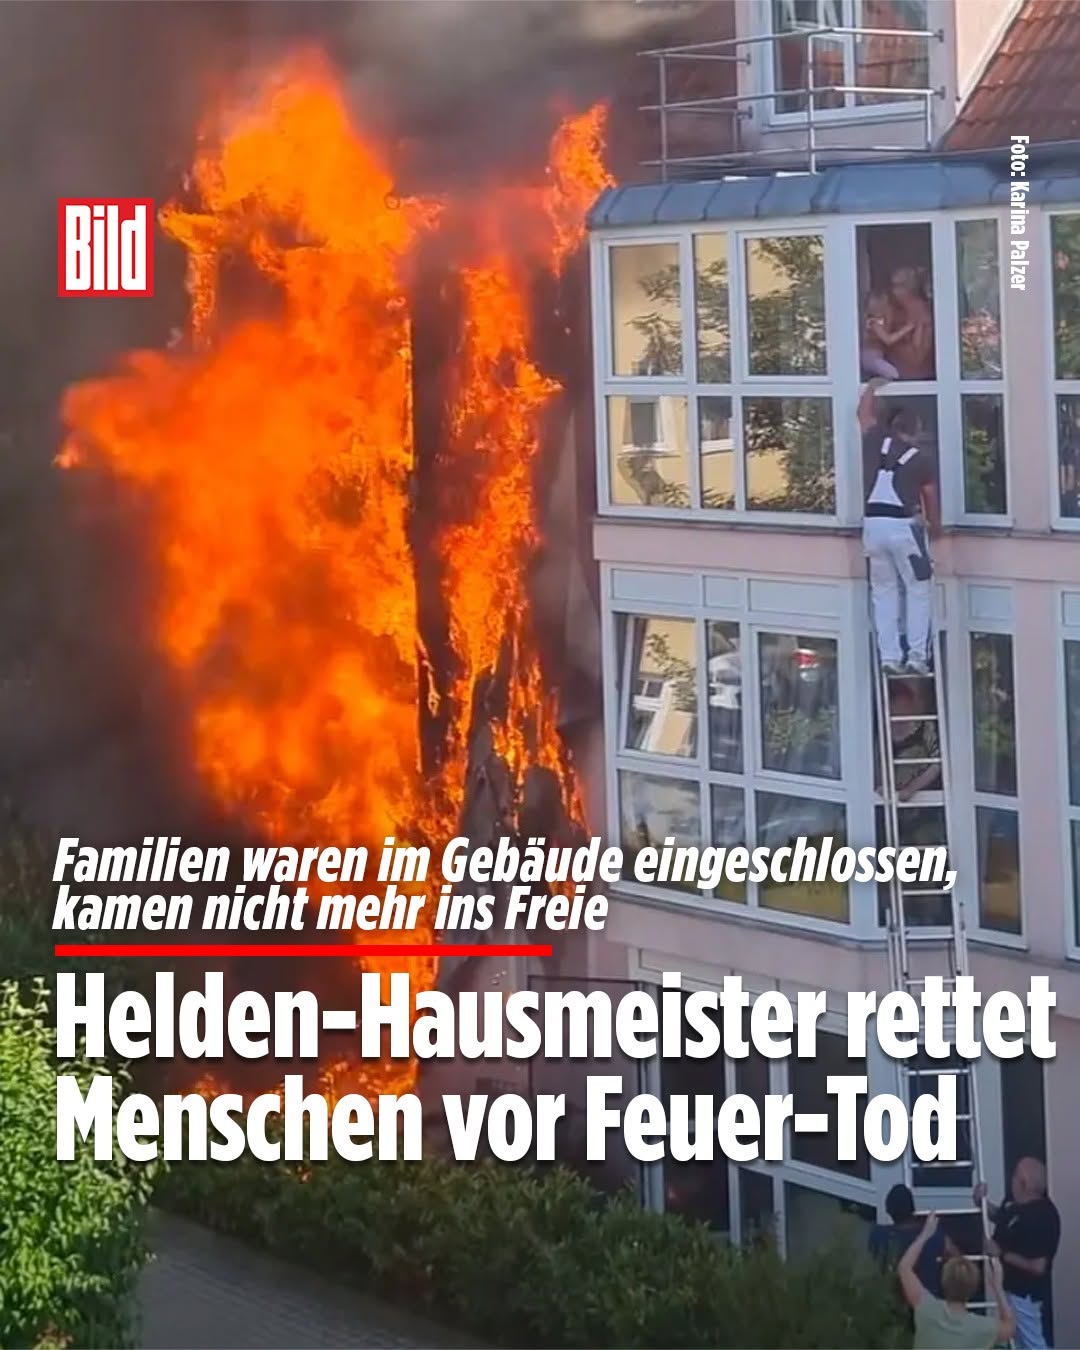 Bild
Foto: Karina Palzer
Familien waren im Gebäude eingeschlossen,
kamen nicht mehr ins Freie
Helden-Hausmeister rettet
Menschen vor Feuer-Tod